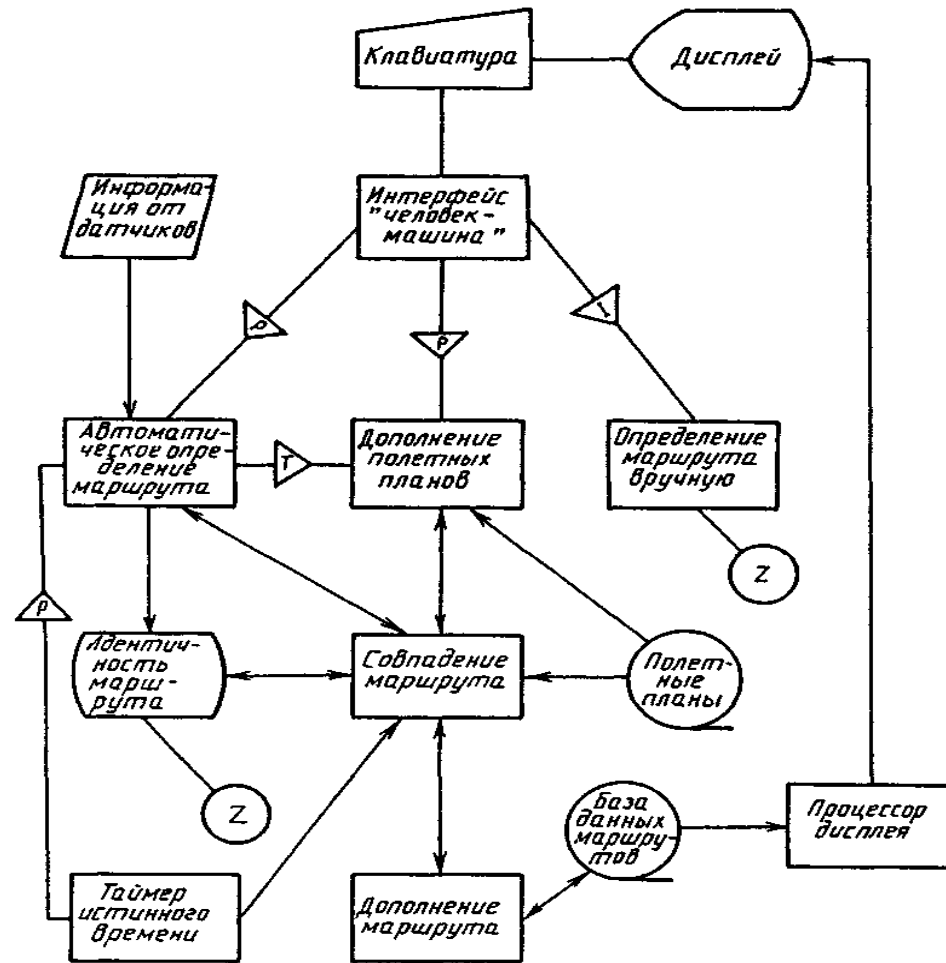 Клавиатура
Дисплей
Информа-
ция от
датчиков
Интерфейс
"человек-
машина"
P
P
I
Автомати-
ческое опре-
деление
маршрута
T
Дополнение
полетных
планов
Определение
маршрута
вручную
Z
P
Идентич-
ность
марш-
рута
Совпадение
маршрута
Полет-
ные
планы
Z
База
данных
маршру-
тов
Процессор
дисплея
Таймер
истинного
времени
Дополнение
маршрута